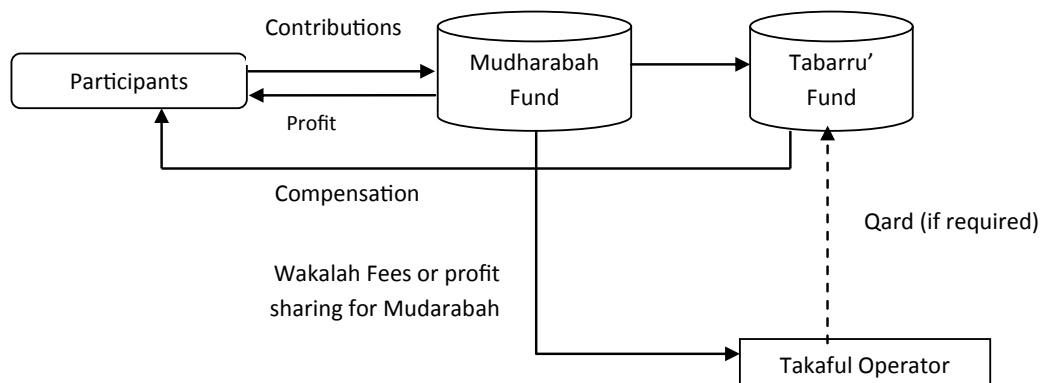 Contributions
Participants
Mudharabah
Fund
Tabarru’
Fund
Profit
Compensation
Qard (if required)
Wakalah Fees or profit
sharing for Mudarabah
Takaful Operator